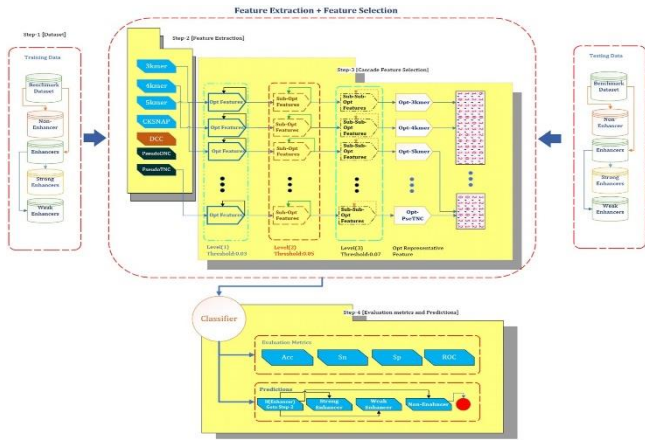 Feature Extraction + Feature Selection
Step-1 [Dataset]
Training Data
Benchmark
Dataset
Non-
Enhancer
Enhancers
Strong
Enhancers
Weak
Enhancers
Step-2 [Feature Extraction]
3kmer
4kmer
5kmer
CKSNAP
DCC
PseudoDNC
PseudoTNC
Step-3 [Cascade Feature Selection]
Opt Features
Sub-Opt
Features
Sub-Sub-
Opt
Features
Opt-3kmer
Opt Features
Sub-Opt
Features
Sub-Sub-
Opt
Features
Opt-4kmer
Opt Features
Sub-Opt
Features
Sub-Sub-
Opt
Features
Opt-5kmer
Opt Features
Sub-Opt
Features
Sub-Sub-
Opt
Features
Opt-
PseTNC
Level(1)
Threshold:0.03
Level(2)
Threshold:0.05
Level(3)
Threshold:0.07
Opt Representative
Feature
Testing Data
Benchmark
Dataset
Non
Enhancer
Enhancers
Strong
Enhancers
Weak
Enhancers
Classifier
Step-4 [Evaluation metrics and Predictions]
Evaluation Metrics
Acc
Sn
Sp
ROC
Predictions
If(Enhancer)
Goto Step 2
Strong
Enhancer
Weak
Enhancer
Non-Enahncer